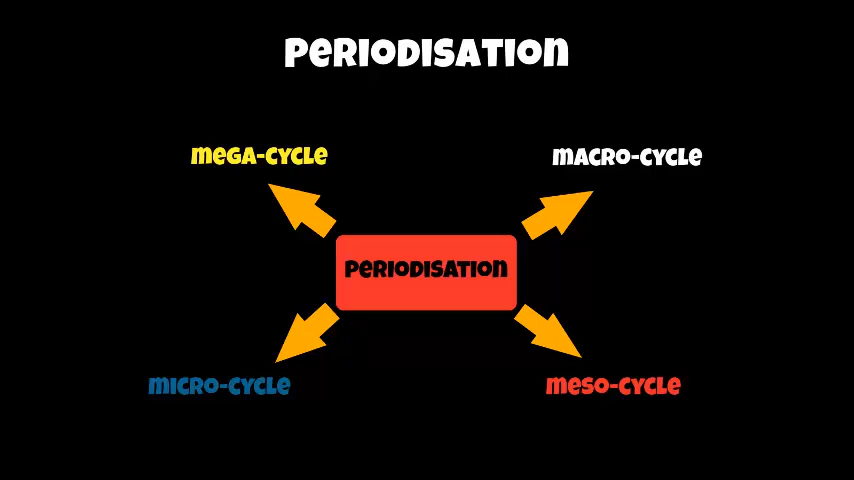 PERIODISATION
MEGA-CYCLE
MACRO-CYCLE
PERIODISATION
MICRO-CYCLE
MESO-CYCLE